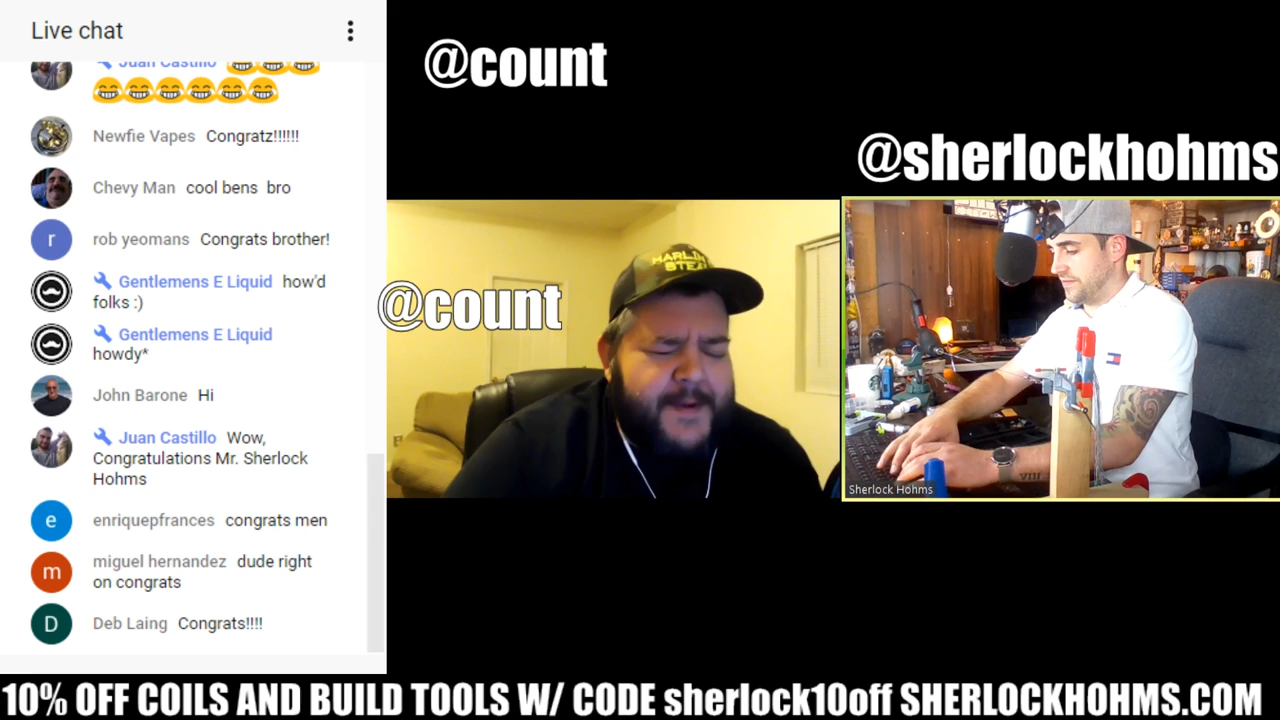 Live chat
Juan Castillo 😂😂😂
😂😂😂😂😂😂
Newfie Vapes Congratz!!!!!!
Chevy Man cool bens bro
r rob yeomans Congrats brother!
Gentlemens E Liquid how'd
folks :)
Gentlemens E Liquid
howdy*
John Barone Hi
Juan Castillo Wow,
Congratulations Mr. Sherlock
Hohms
e enriquepfrances congrats men
m miguel hernandez dude right
on congrats
D Deb Laing Congrats!!!!
@count
@sherlockhohms
@count
Sherlock Hohms
VIII
10% OFF COILS AND BUILD TOOLS W/ CODE sherlock10off SHERLOCKHOHMS.COM